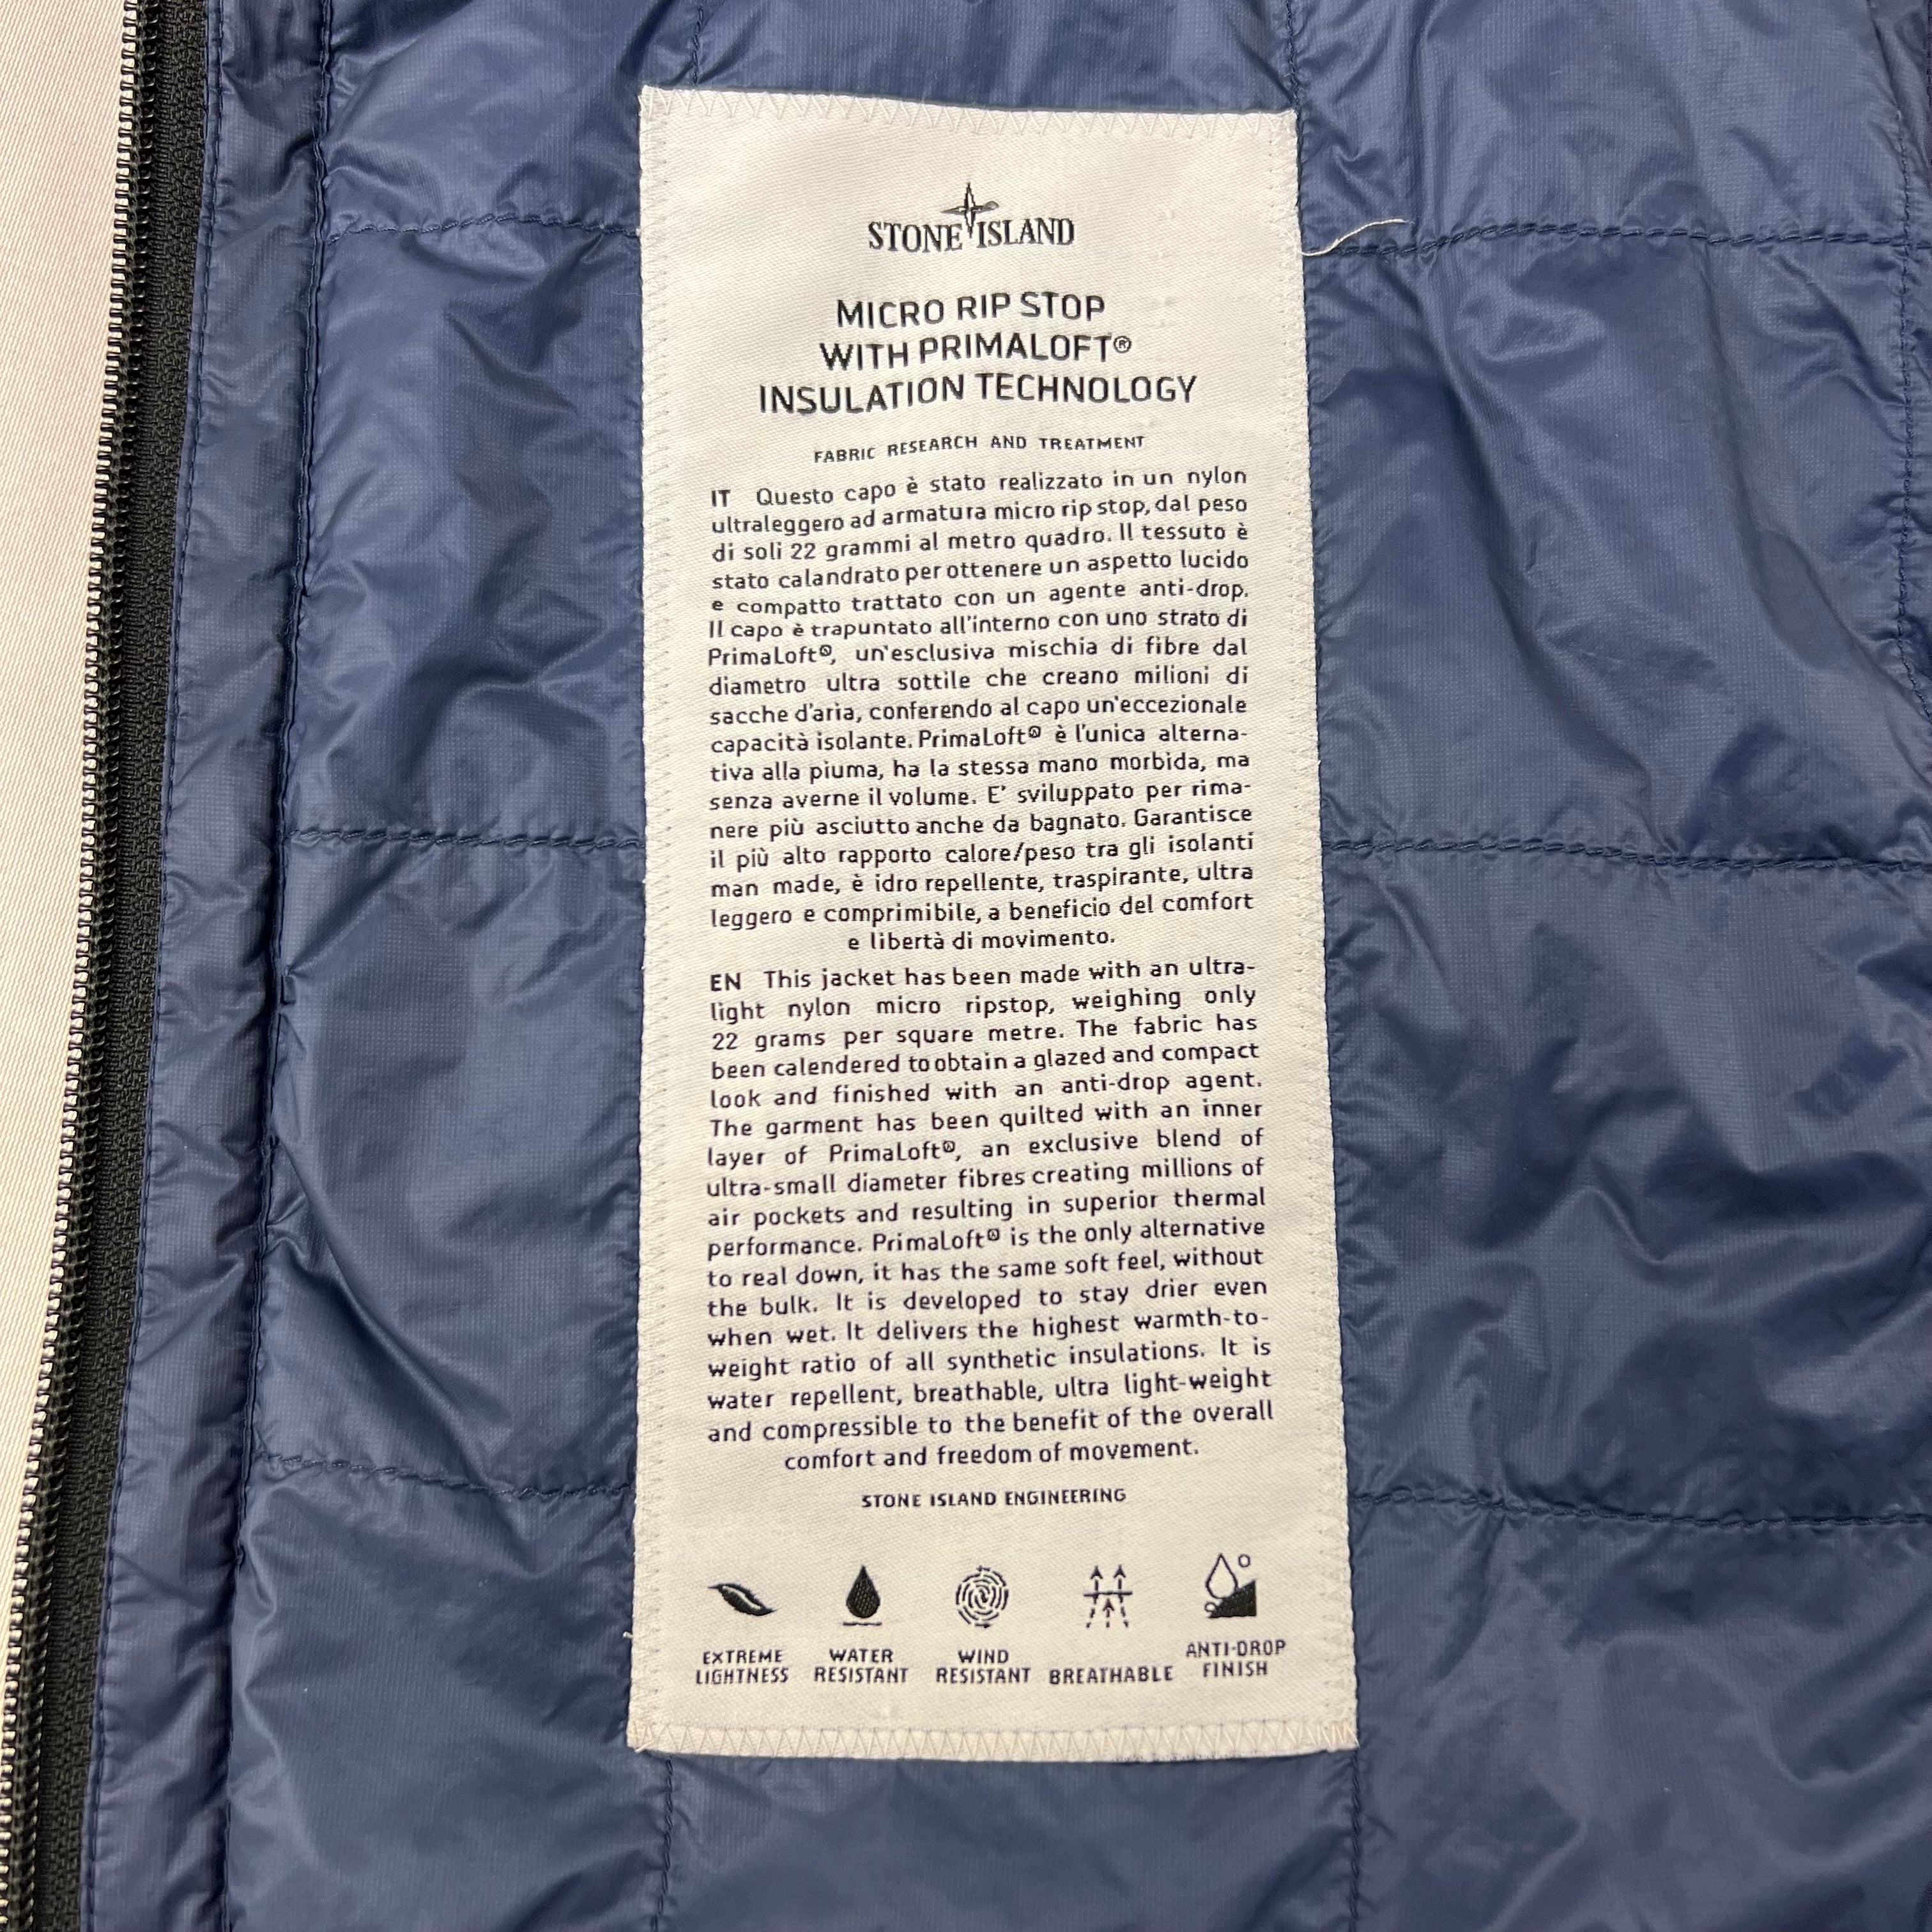 STONE ISLAND
MICRO RIP STOP
WITH PRIMALOFT®
INSULATION TECHNOLOGY
FABRIC RESEARCH AND TREATMENT
IT Questo capo è stato realizzato in un nylon
ultraleggero ad armatura micro rip stop, dal peso
di soli 22 grammi al metro quadro. Il tessuto è
stato calandrato per ottenere un aspetto lucido
e compatto trattato con un agente anti-drop.
Il capo è trapuntato all'interno con uno strato di
PrimaLoft®, un'esclusiva mischia di fibre dal
diametro ultra sottile che creano milioni di
sacche d'aria, conferendo al capo un'eccezionale
capacità isolante. PrimaLoft® è l'unica alterna-
tiva alla piuma, ha la stessa mano morbida, ma
senza averne il volume. E' sviluppato per rima-
nere più asciutto anche da bagnato. Garantisce
il più alto rapporto calore/peso tra gli isolanti
man made, è idro repellente, traspirante, ultra
leggero e comprimibile, a beneficio del comfort
e libertà di movimento.
EN This jacket has been made with an ultra-
light nylon micro ripstop, weighing only
22 grams per square metre. The fabric has
been calendered to obtain a glazed and compact
look and finished with an anti-drop agent.
The garment has been quilted with an inner
layer of PrimaLoft®, an exclusive blend of
ultra-small diameter fibres creating millions of
air pockets and resulting in superior thermal
performance. PrimaLoft® is the only alternative
to real down, it has the same soft feel, without
the bulk. It is developed to stay drier even
when wet. It delivers the highest warmth-to-
weight ratio of all synthetic insulations. It is
water repellent, breathable, ultra light-weight
and compressible to the benefit of the overall
comfort and freedom of movement.
STONE ISLAND ENGINEERING
EXTREME
LIGHTNESS
WATER
RESISTANT
WIND
RESISTANT
BREATHABLE
ANTI-DROP
FINISH